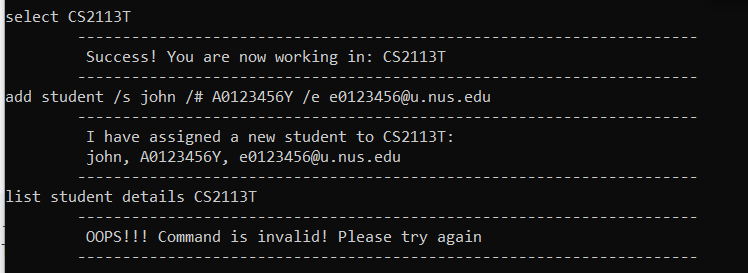 select CS2113T
----------------------------------------------------------------
Success! You are now working in: CS2113T
----------------------------------------------------------------
add student /s john /# A0123456Y /e e0123456@u.nus.edu
----------------------------------------------------------------
I have assigned a new student to CS2113T:
john, A0123456Y, e0123456@u.nus.edu
----------------------------------------------------------------
list student details CS2113T
----------------------------------------------------------------
OOPS!!! Command is invalid! Please try again
----------------------------------------------------------------